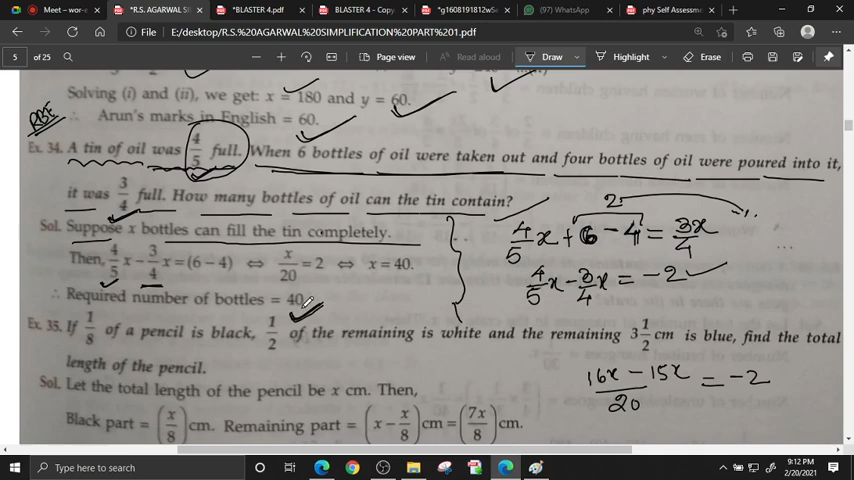 Meet – wor-e
*R.S. AGARWAL S
*BLASTER 4.pdf
BLASTER 4 - Copy
*g1608191812w5
(97) WhatsApp
phy Self Assessm
File | E:/desktop/R.S.%20AGARWAL%20SIMPLIFICATION%20PART%201.pdf
5 of 25
Page view
Read aloud
Draw
Highlight
Erase
Solving (i) and (ii), we get: x = 180 and y = 60.
∴ Arun's marks in English = 60.
Ex. 34. A tin of oil was 4/5 full. When 6 bottles of oil were taken out and four bottles of oil were poured into it,
it was 3/4 full. How many bottles of oil can the tin contain?
Sol. Suppose x bottles can fill the tin completely.
Then, 4/5 x – 3/4 x = (6 – 4) ⇔ x/20 = 2 ⇔ x = 40.
∴ Required number of bottles = 40.
2
4/5 x + 6 – 4 = 3x/4
4/5 x – 3/4 x = –2
16x – 15x / 20 = –2
Ex. 35. If 1/8 of a pencil is black, 1/2 of the remaining is white and the remaining 3 1/2 cm is blue, find the total
length of the pencil.
Sol. Let the total length of the pencil be x cm. Then,
Black part = (x/8) cm. Remaining part = (x – x/8) cm = (7x/8) cm.
Type here to search
9:12 PM
2/20/2021